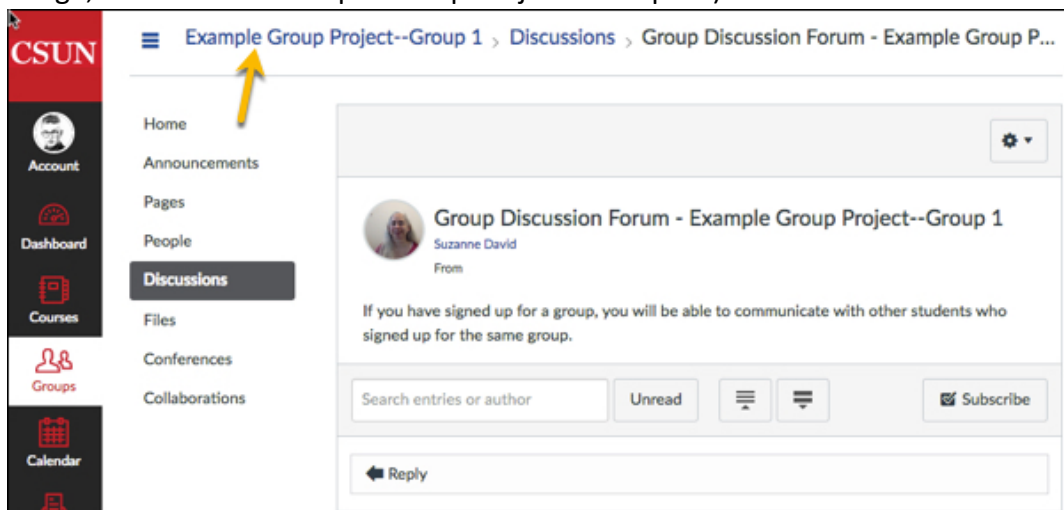 CSUN
Example Group Project--Group 1 > Discussions > Group Discussion Forum - Example Group P...
Account
Dashboard
Courses
Groups
Calendar
Home
Announcements
Pages
People
Discussions
Files
Conferences
Collaborations
Group Discussion Forum - Example Group Project--Group 1
Suzanne David
From
If you have signed up for a group, you will be able to communicate with other students who
signed up for the same group.
Search entries or author
Unread
Subscribe
Reply